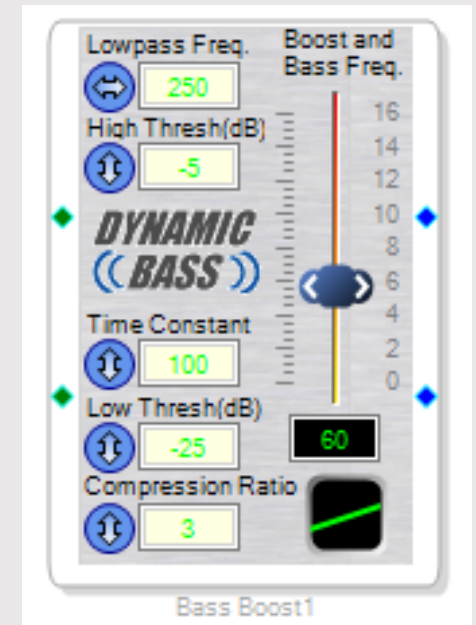 Lowpass Freq.
250
High Thresh(dB)
-5
DYNAMIC
BASS
Time Constant
100
Low Thresh(dB)
-25
Compression Ratio
3
Boost and
Bass Freq.
16
14
12
10
8
6
4
2
0
60
Bass Boost1